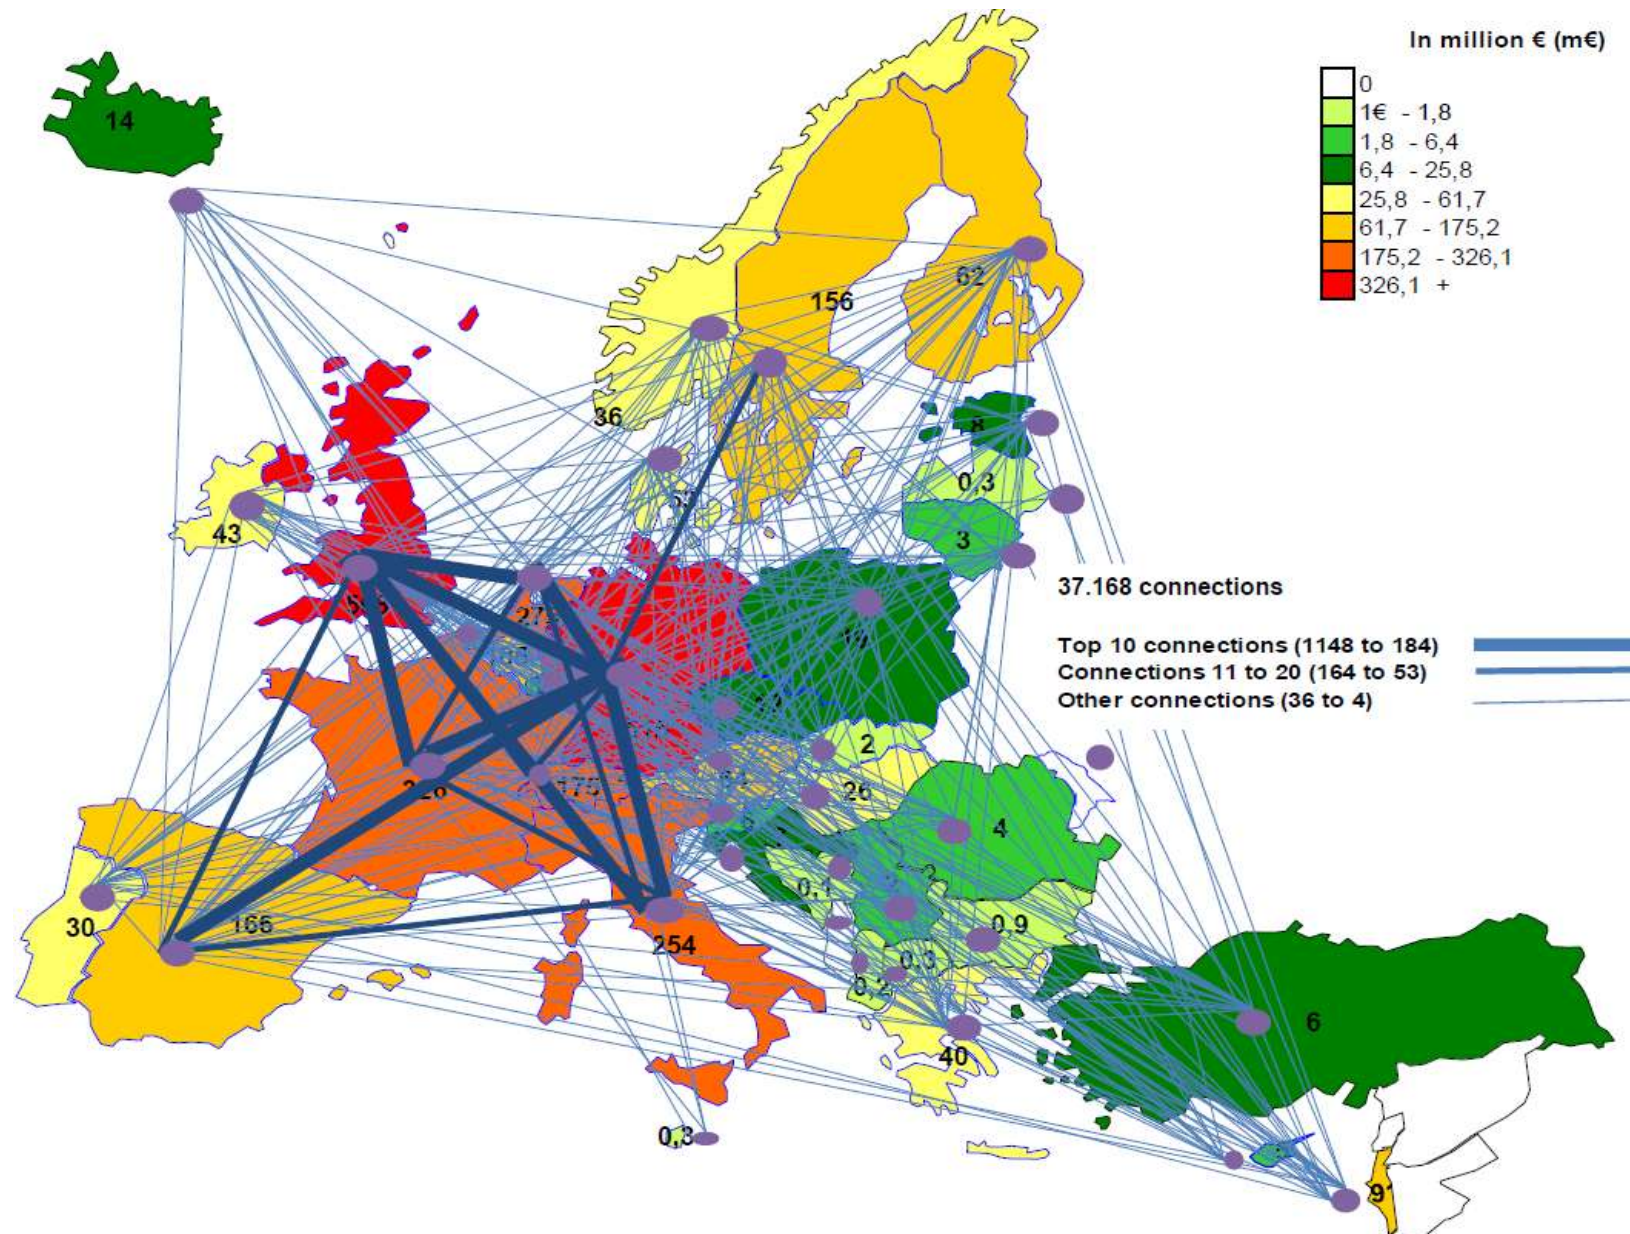 In million € (m€)
0
1€ - 1,8
1,8 - 6,4
6,4 - 25,8
25,8 - 61,7
61,7 - 175,2
175,2 - 326,1
326,1 +
14
62
156
36
8
0,3
43
3
37.168 connections
Top 10 connections (1148 to 184)
Connections 11 to 20 (164 to 53)
Other connections (36 to 4)
2
175
26
4
0,1
30
166
0,9
254
0,3
0,2
6
40
0,3